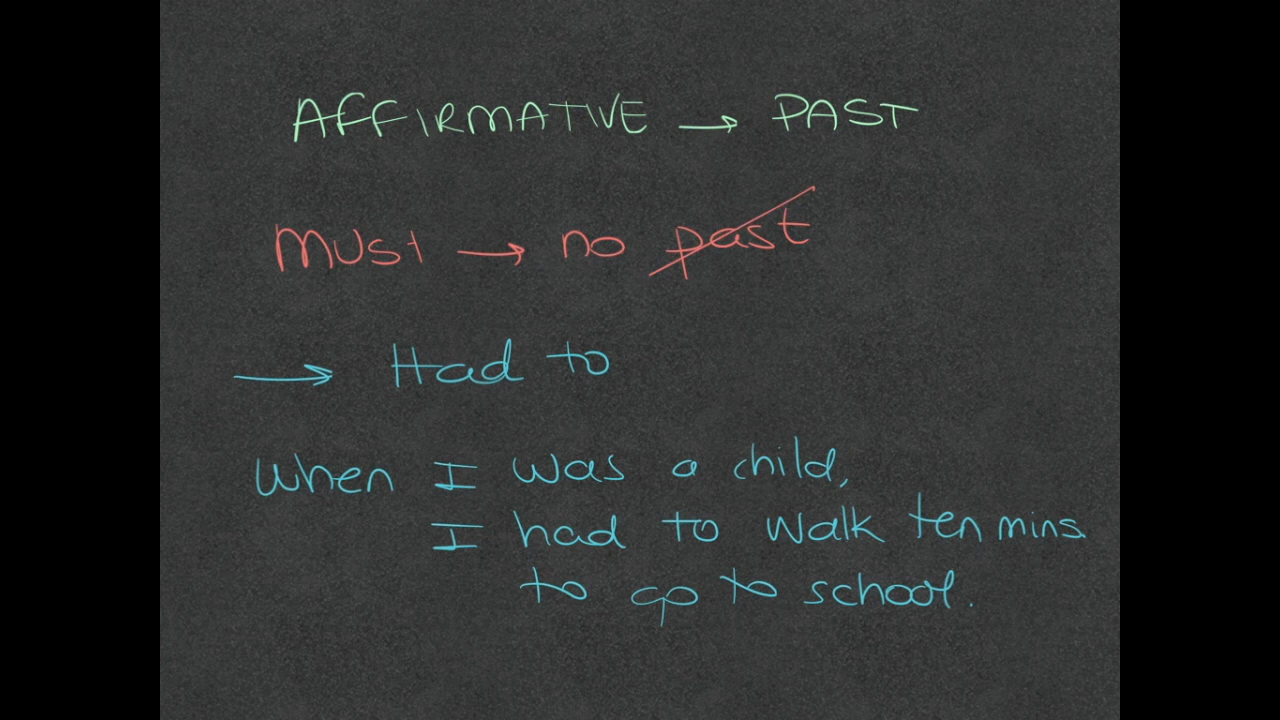 AFFIRMATIVE → PAST
MUST → no past
→ Had to
When I was a child,
I had to walk ten mins.
to go to school.